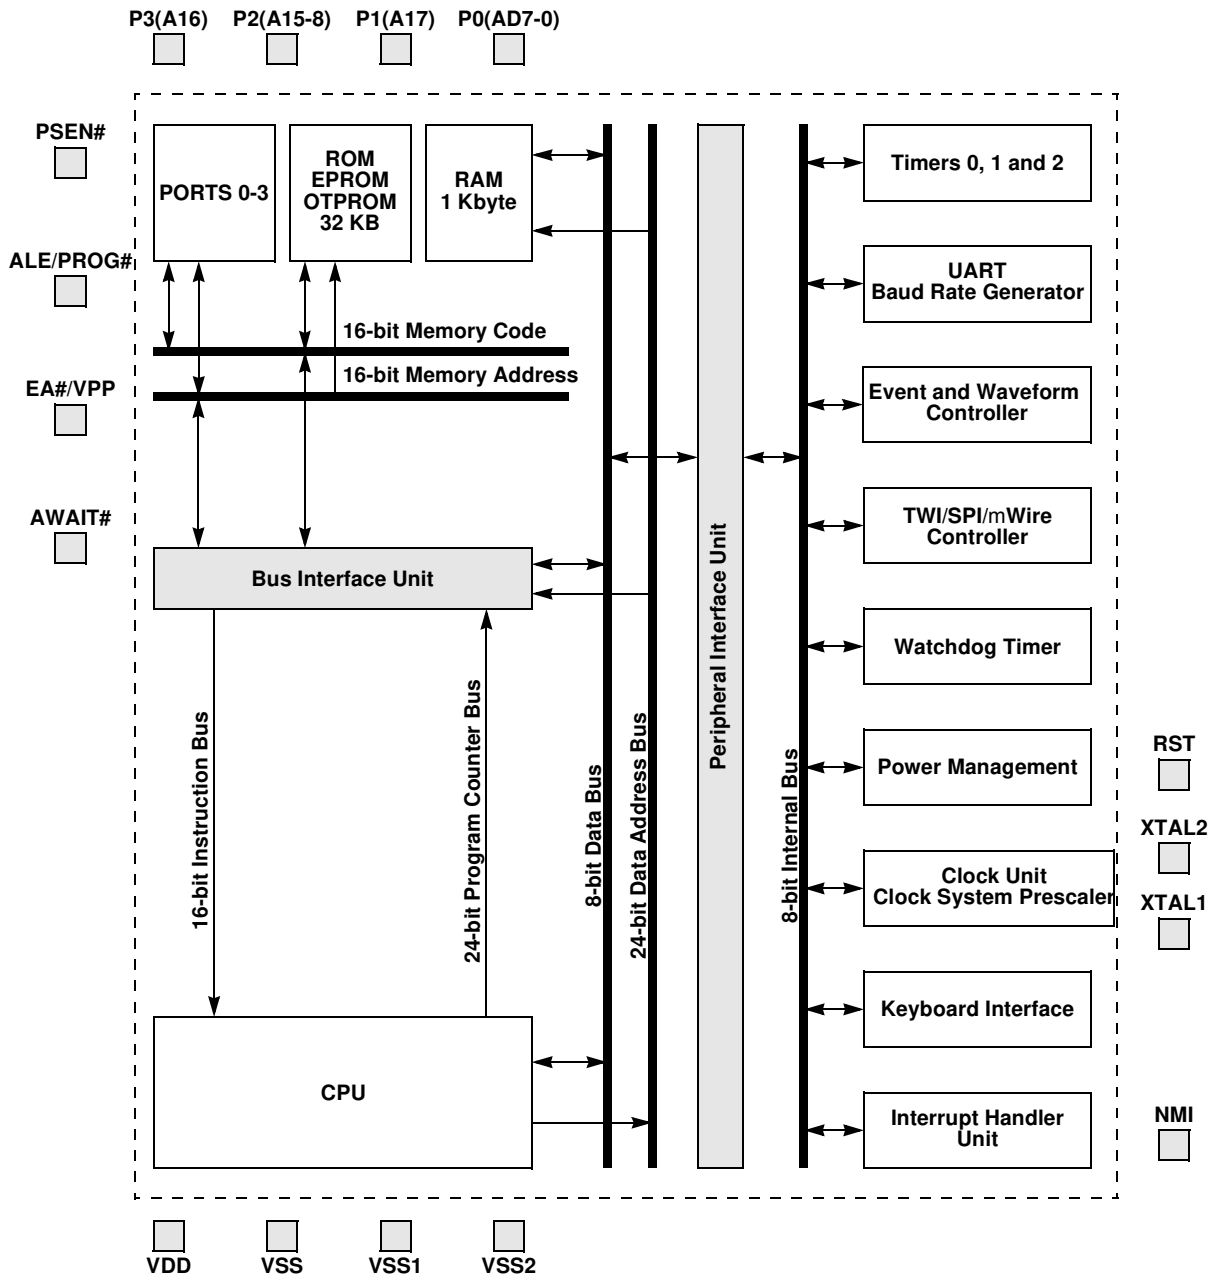 P3(A16) P2(A15-8) P1(A17) P0(AD7-0)
PSEN#
ALE/PROG#
EA#/VPP
AWAIT#
PORTS 0-3
ROM
EPROM
OTPROM
32 KB
RAM
1 Kbyte
16-bit Memory Code
16-bit Memory Address
Bus Interface Unit
16-bit Instruction Bus
24-bit Program Counter Bus
8-bit Data Bus
24-bit Data Address Bus
Peripheral Interface Unit
8-bit Internal Bus
CPU
Timers 0, 1 and 2
UART
Baud Rate Generator
Event and Waveform
Controller
TWI/SPI/mWire
Controller
Watchdog Timer
Power Management
Clock Unit
Clock System Prescaler
Keyboard Interface
Interrupt Handler
Unit
RST
XTAL2
XTAL1
NMI
VDD VSS VSS1 VSS2